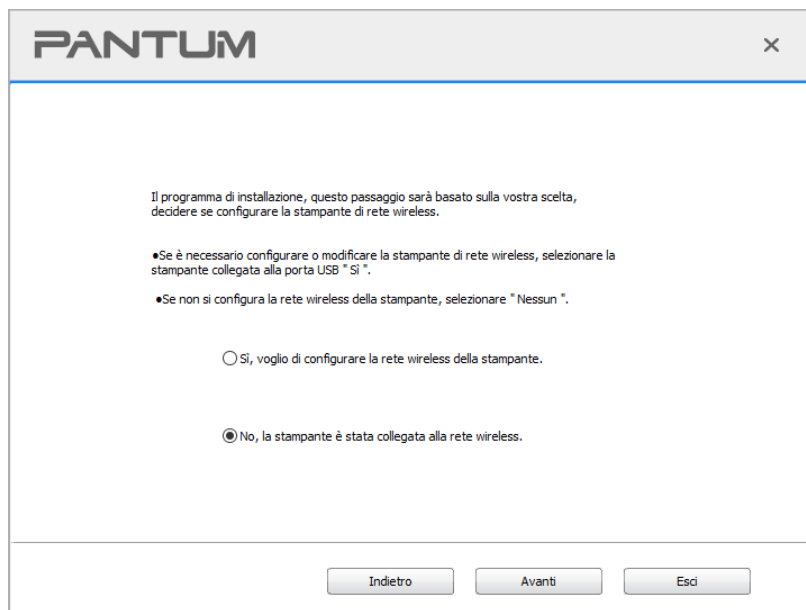 PANTUM
Il programma di installazione, questo passaggio sarà basato sulla vostra scelta,
decidere se configurare la stampante di rete wireless.
●Se è necessario configurare o modificare la stampante di rete wireless, selezionare la
stampante collegata alla porta USB " Sì ".
●Se non si configura la rete wireless della stampante, selezionare " Nessun ".
Sì, voglio di configurare la rete wireless della stampante.
No, la stampante è stata collegata alla rete wireless.
Indietro
Avanti
Esci